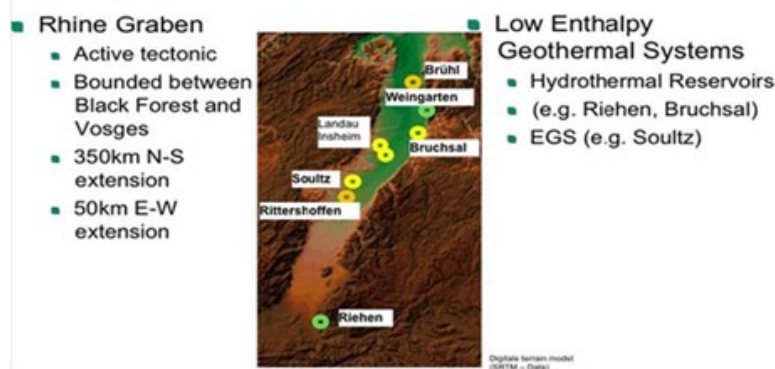 Rhine Graben
Active tectonic
Bounded between
Black Forest and
Vosges
350km N-S
extension
50km E-W
extension
Brühl
Weingarten
Landau
Insheim
Bruchsal
Soultz
Rittershoffen
Riehen
Digitale terrain model
(SRTM – Data)
Low Enthalpy
Geothermal Systems
Hydrothermal Reservoirs
(e.g. Riehen, Bruchsal)
EGS (e.g. Soultz)